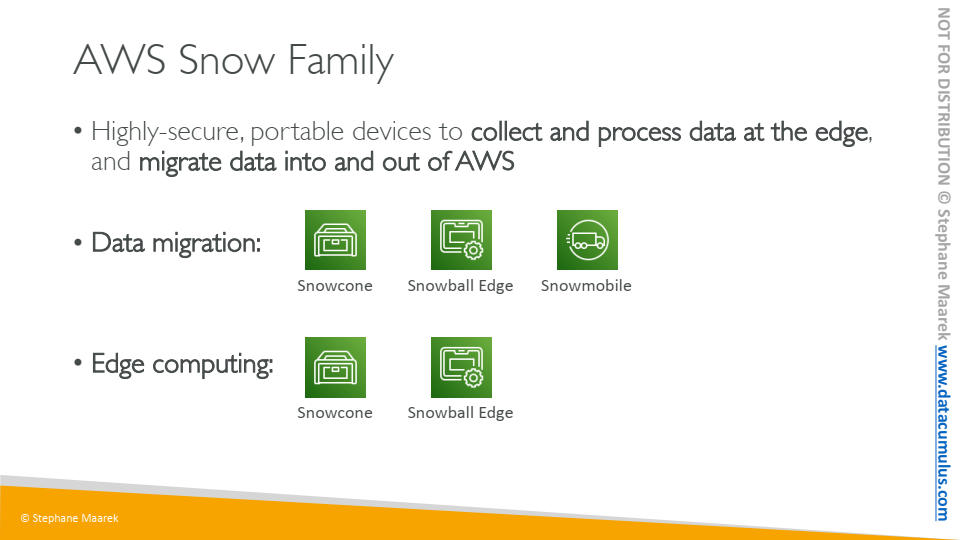 AWS Snow Family
• Highly-secure, portable devices to collect and process data at the edge,
and migrate data into and out of AWS
• Data migration:
Snowcone
Snowball Edge
Snowmobile
• Edge computing:
Snowcone
Snowball Edge
© Stephane Maarek
NOT FOR DISTRIBUTION © Stephane Maarek www.datacumulus.com